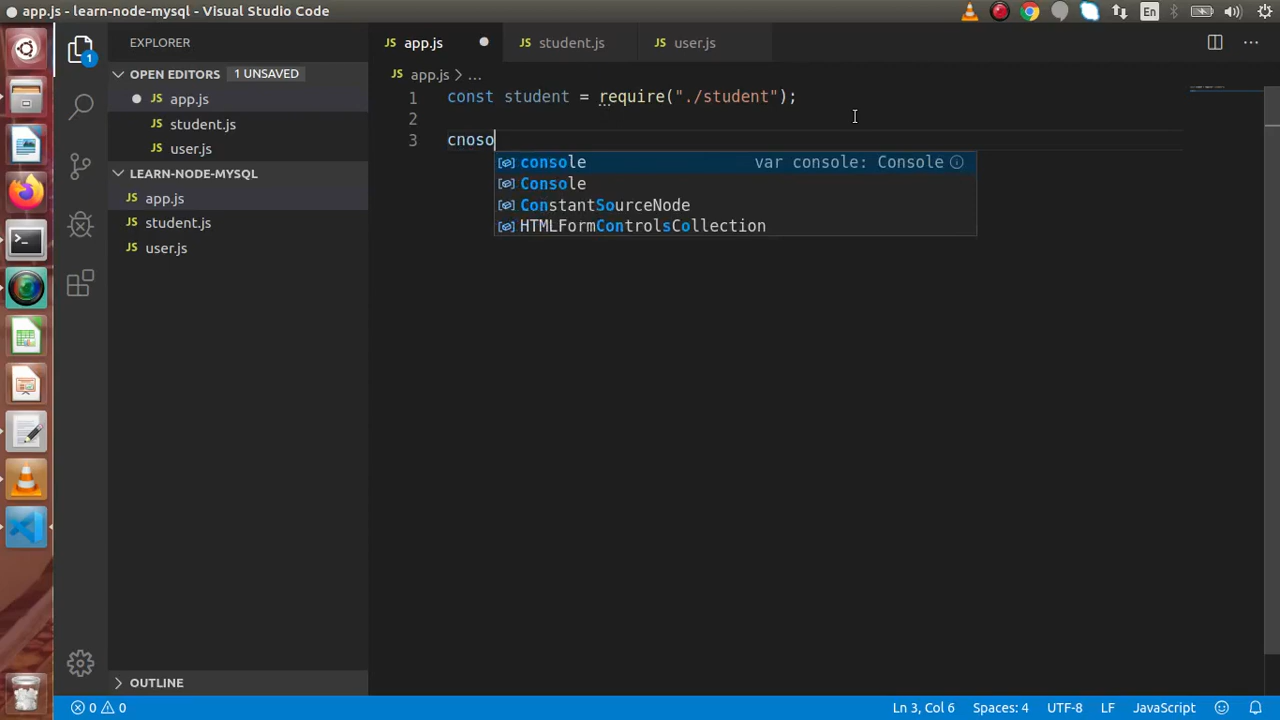 app.js - learn-node-mysql - Visual Studio Code
En
EXPLORER
OPEN EDITORS 1 UNSAVED
JS app.js
JS student.js
JS user.js
LEARN-NODE-MYSQL
JS app.js
JS student.js
JS user.js
OUTLINE
1
JS app.js
JS student.js
JS user.js
JS app.js > ...
1 const student = require("./student");
2
3 cnoso
console var console: Console
Console
ConstantSourceNode
HTMLFormControlsCollection
0 0 Ln 3, Col 6 Spaces: 4 UTF-8 LF JavaScript